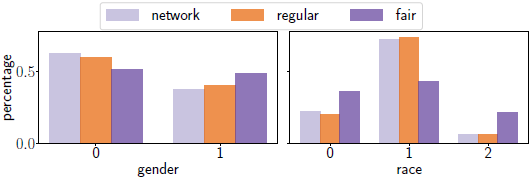 network regular fair
percentage
0.5
0.0
0 1
gender
0 1 2
race